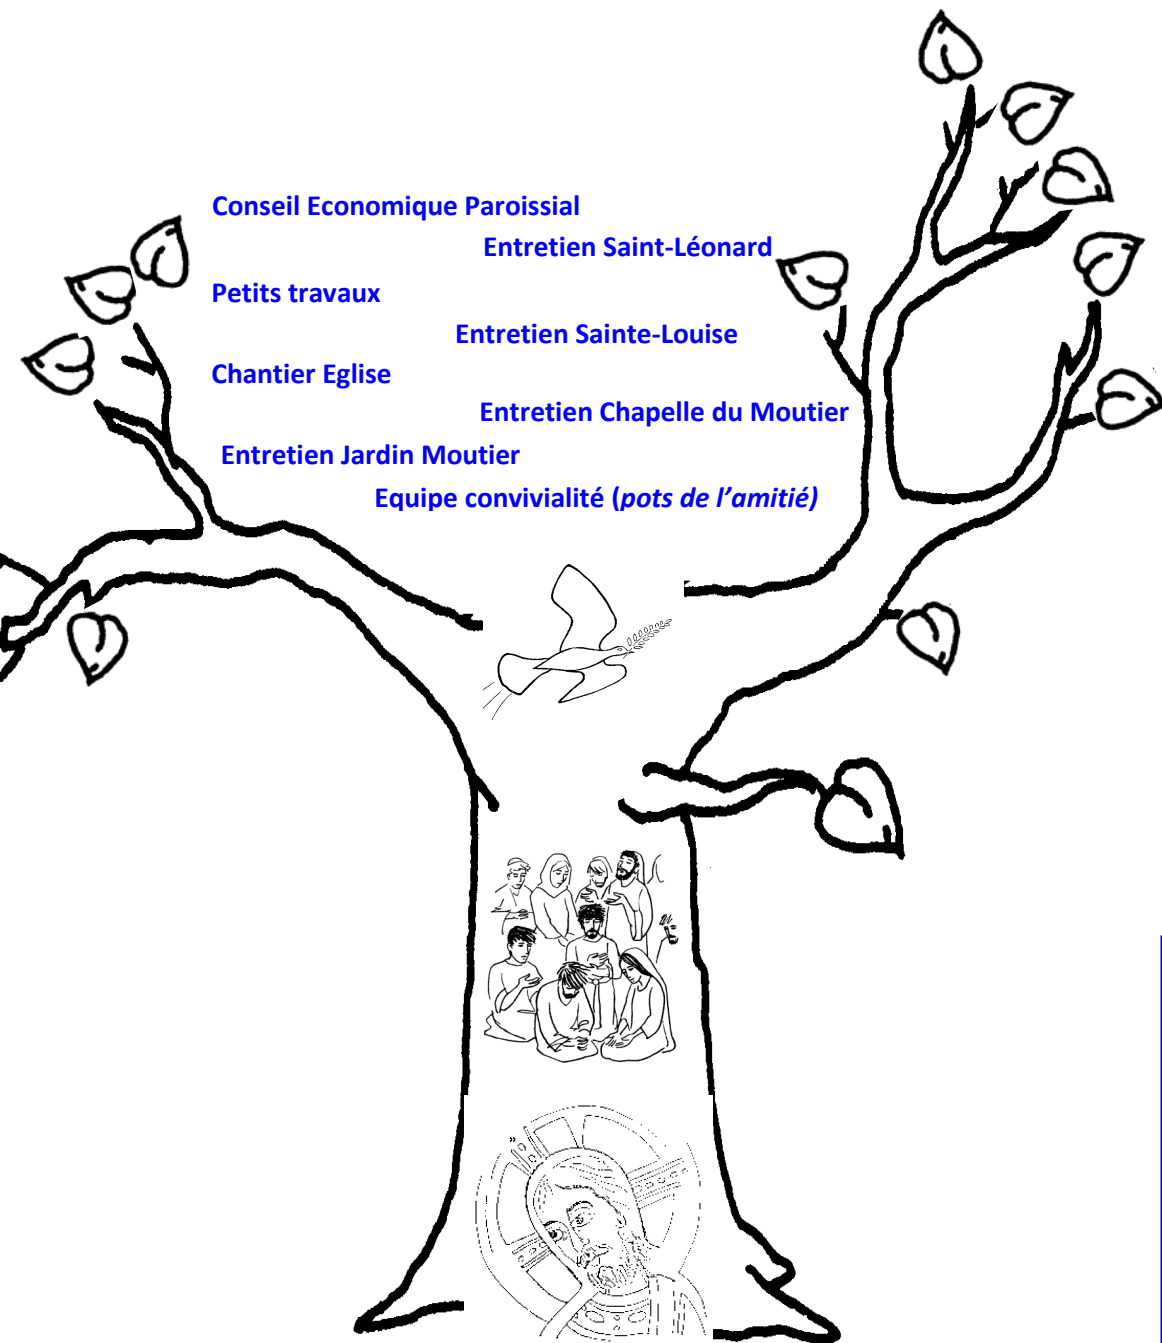 Conseil Economique Paroissial
Entretien Saint-Léonard
Petits travaux
Entretien Sainte-Louise
Chantier Eglise
Entretien Chapelle du Moutier
Entretien Jardin Moutier
Equipe convivialité (pots de l’amitié)